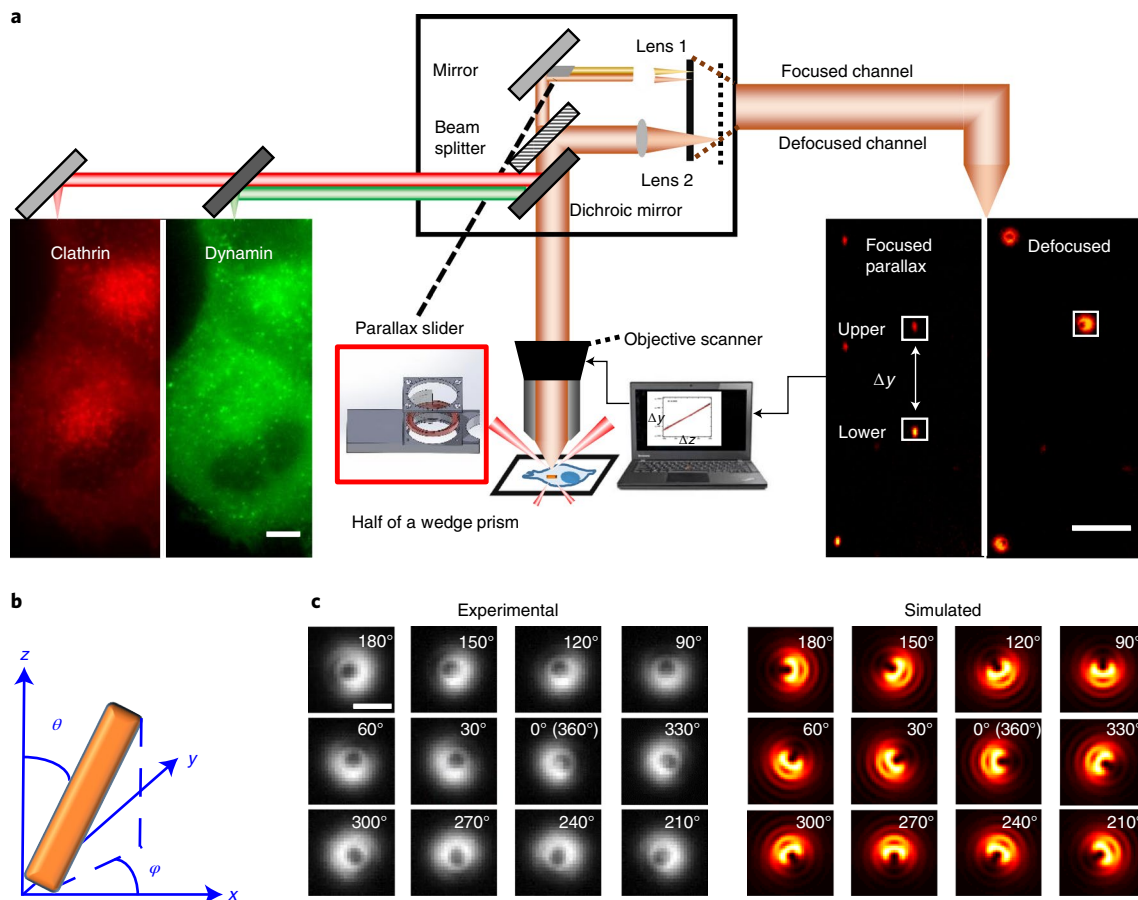 a
Mirror
Lens 1
Focused channel
Beam
splitter
Defocused channel
Lens 2
Dichroic mirror
Clathrin
Dynamin
Focused
parallax
Defocused
Parallax slider
Objective scanner
Upper
Δy
Lower
Δy
Δz
Half of a wedge prism
b
z
θ
y
φ
x
c
Experimental
180° 150° 120° 90°
60° 30° 0° (360°) 330°
300° 270° 240° 210°
Simulated
180° 150° 120° 90°
60° 30° 0° (360°) 330°
300° 270° 240° 210°